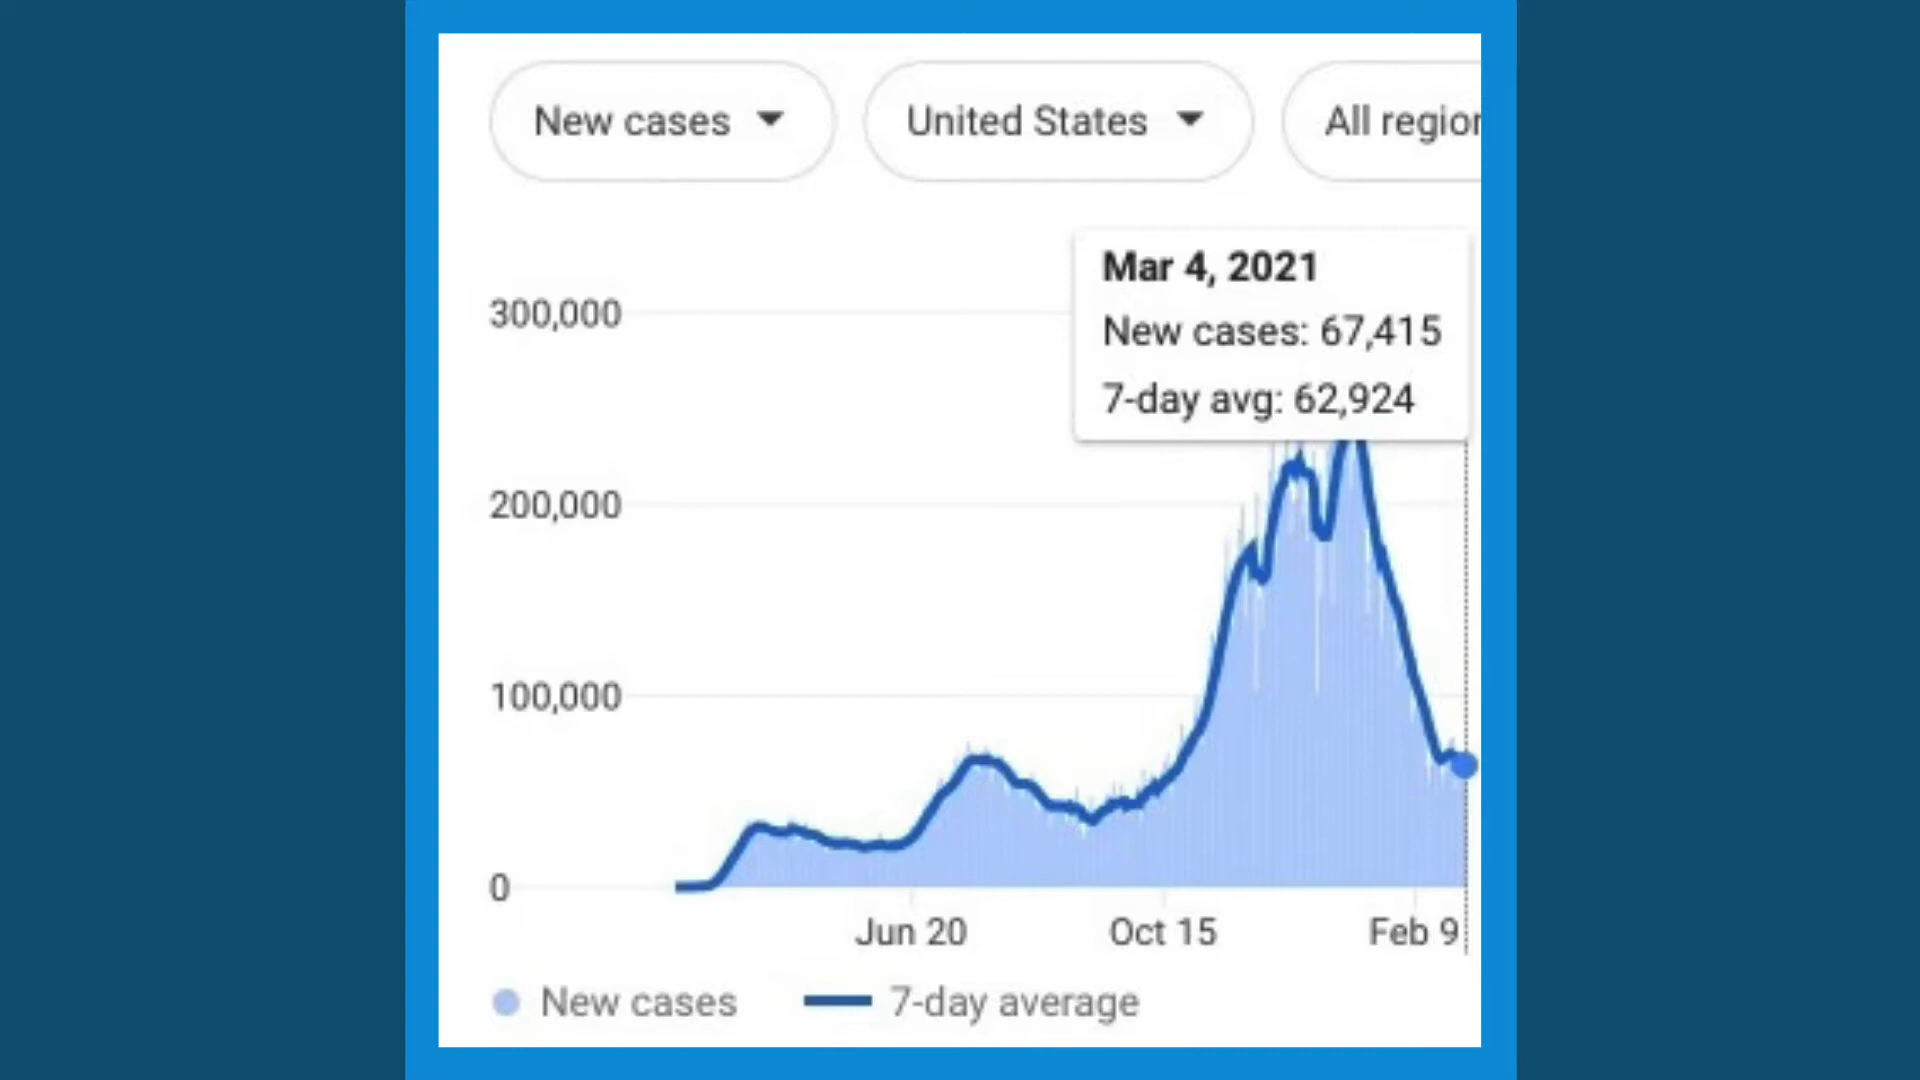 New cases
United States
All region
Mar 4, 2021
New cases: 67,415
7-day avg: 62,924
300,000
200,000
100,000
0
Jun 20
Oct 15
Feb 9
New cases
7-day average